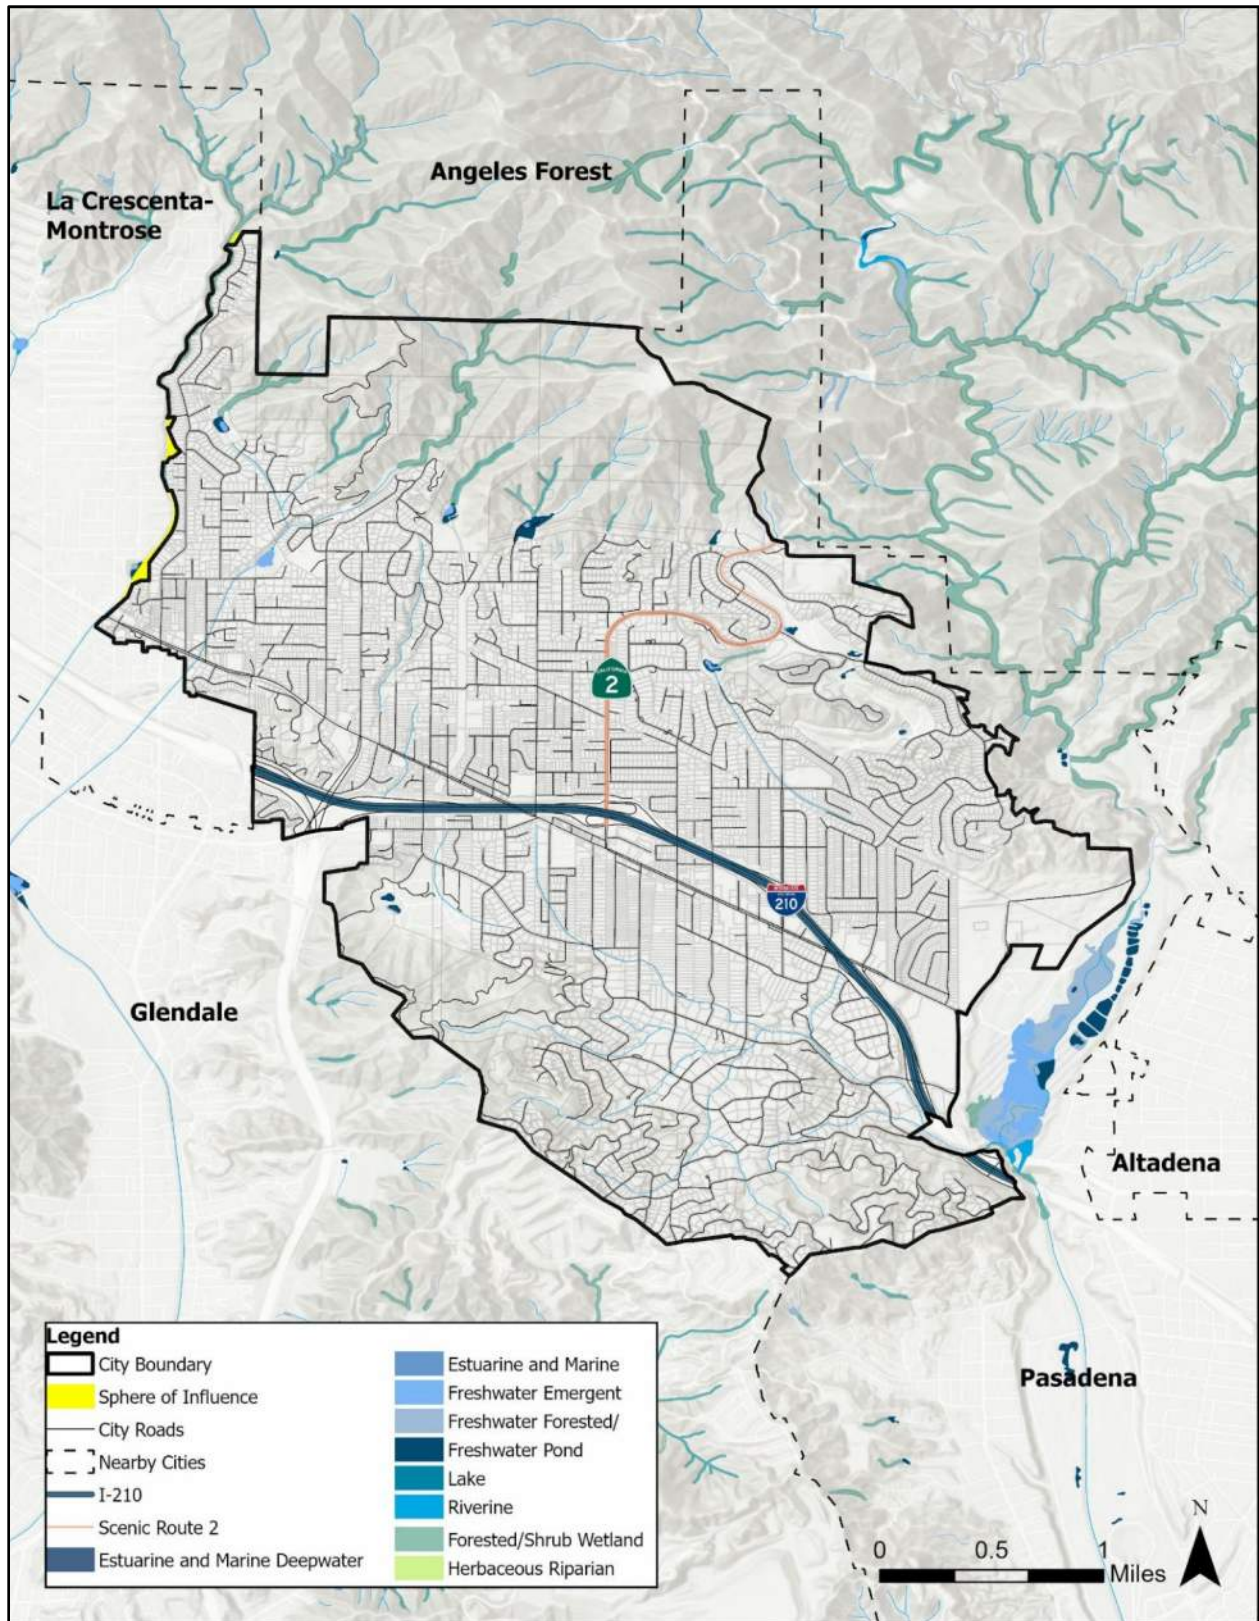 Angeles Forest
La Crescenta-
Montrose
CALIFORNIA
2
INTERSTATE
210
Glendale
Altadena
Pasadena
Legend
City Boundary
Sphere of Influence
City Roads
Nearby Cities
I-210
Scenic Route 2
Estuarine and Marine Deepwater
Estuarine and Marine
Freshwater Emergent
Freshwater Forested/
Freshwater Pond
Lake
Riverine
Forested/Shrub Wetland
Herbaceous Riparian
N
0 0.5 1
Miles